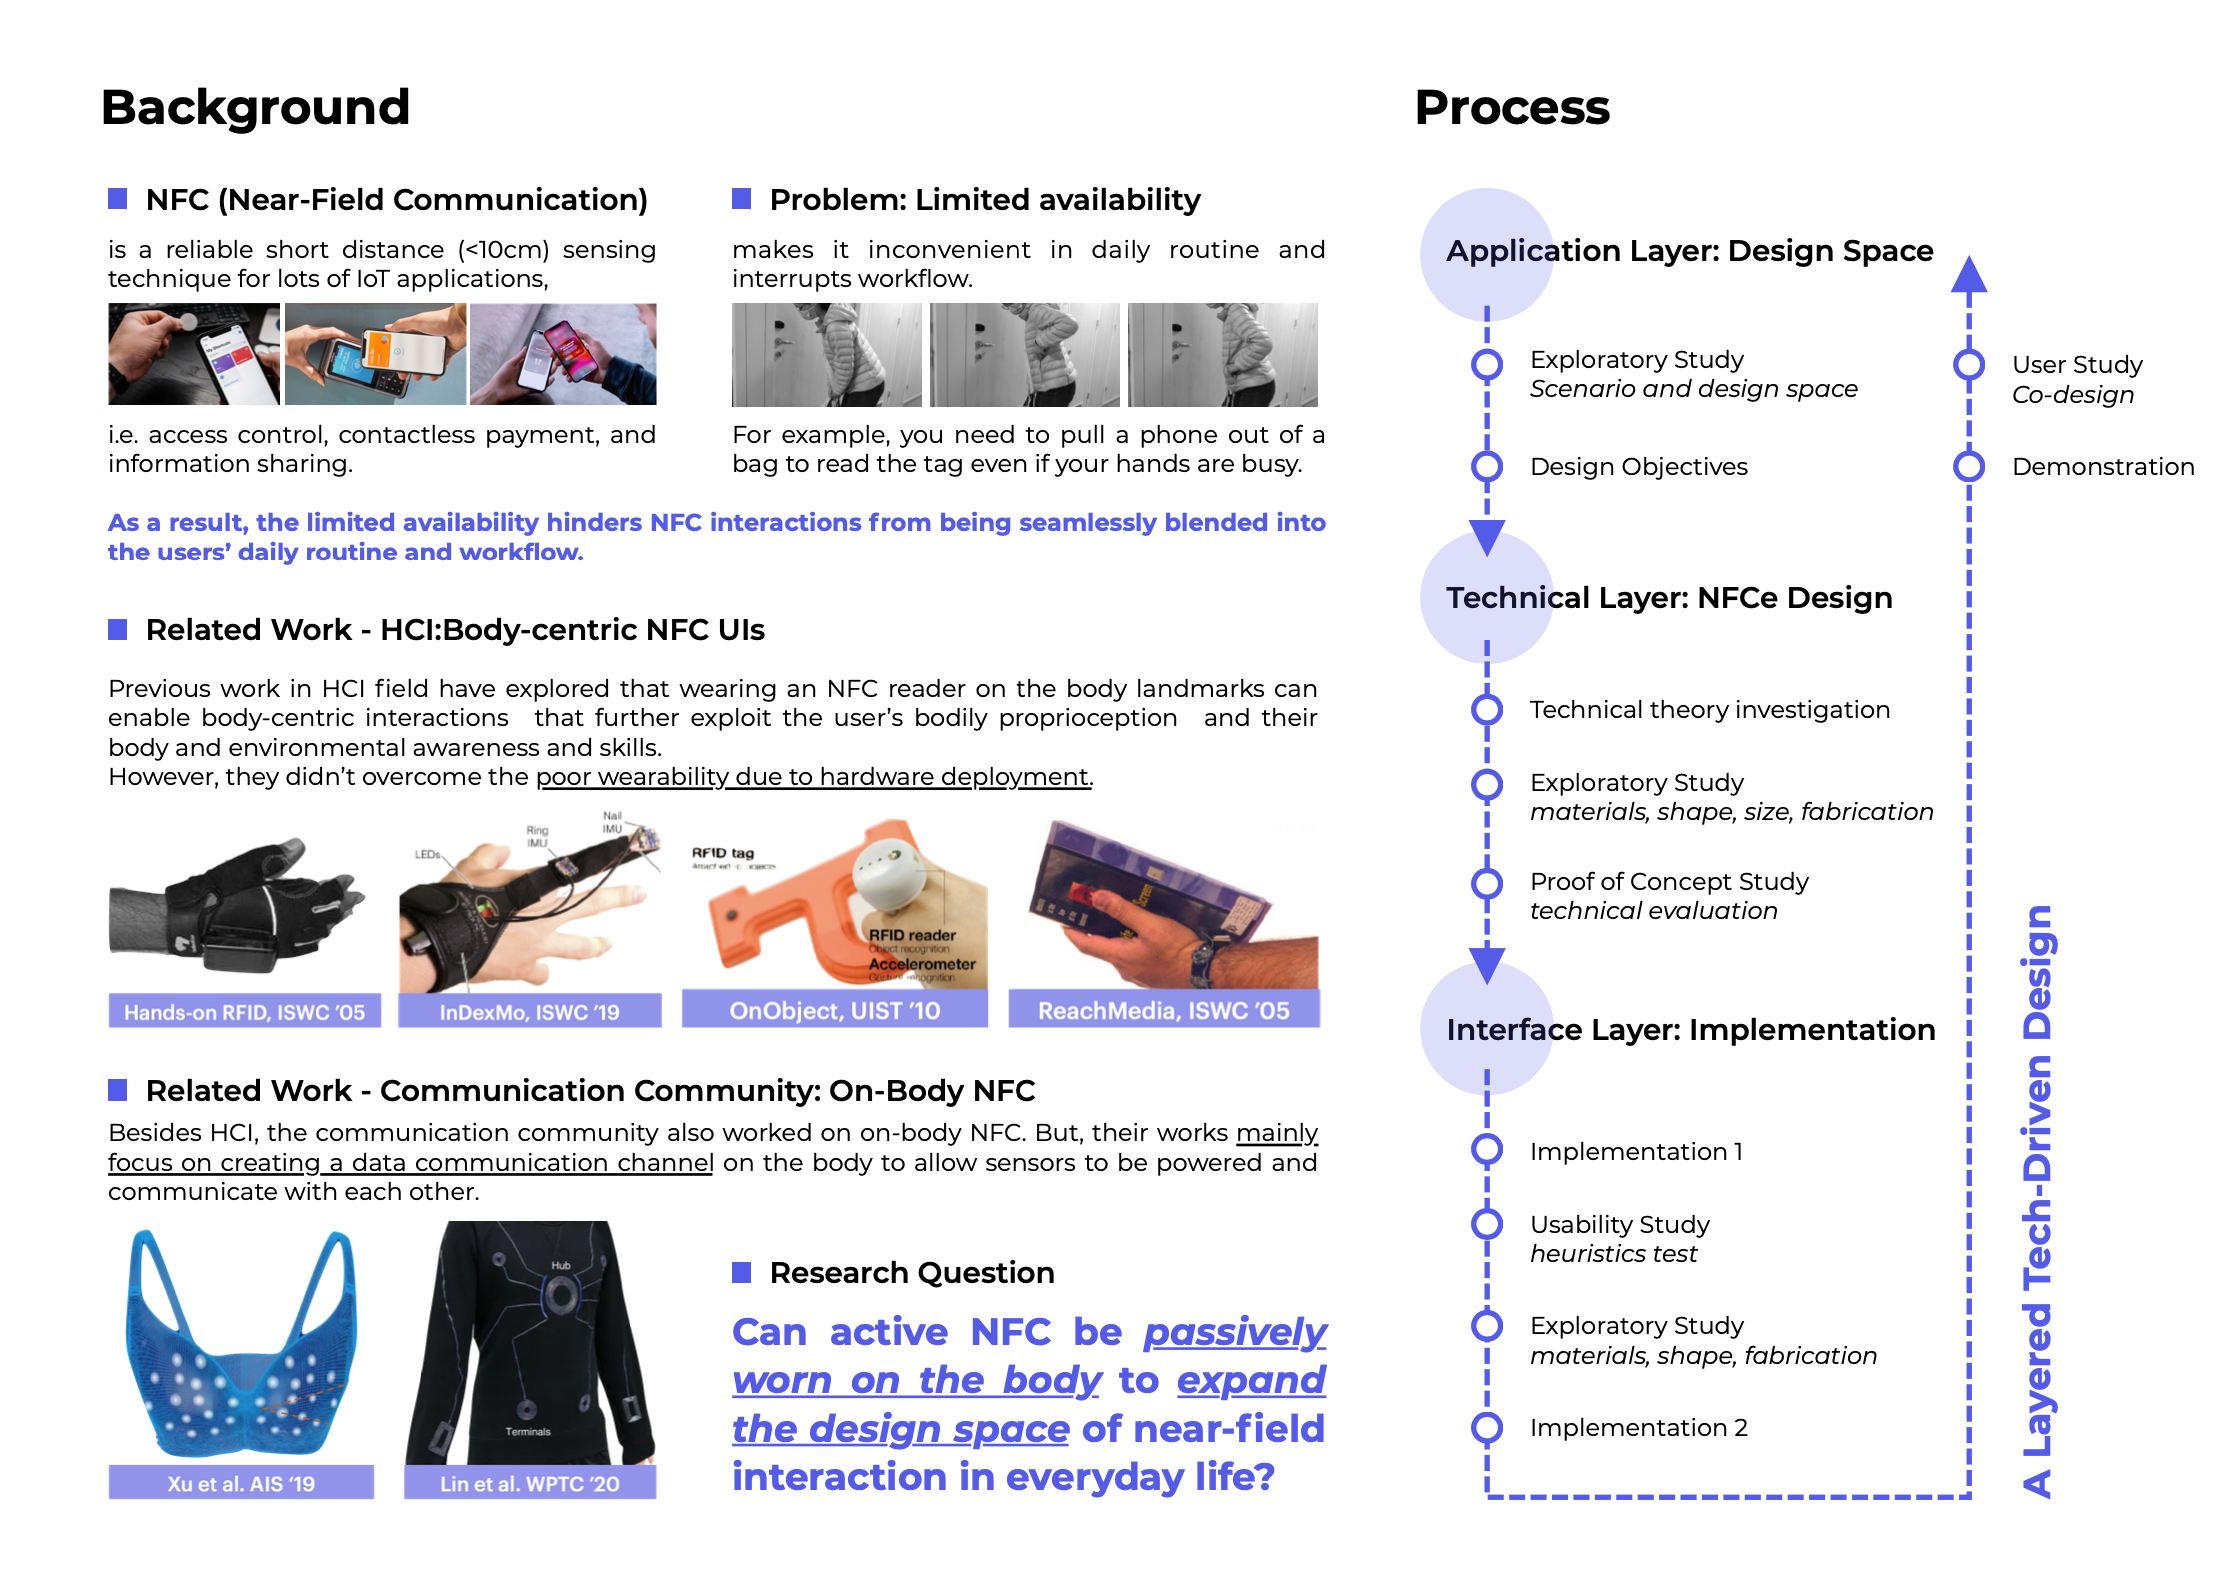 Background
NFC (Near-Field Communication)
is a reliable short distance (<10cm) sensing
technique for lots of IoT applications,
i.e. access control, contactless payment, and
information sharing.
Problem: Limited availability
makes it inconvenient in daily routine and
interrupts workflow.
For example, you need to pull a phone out of a
bag to read the tag even if your hands are busy.
As a result, the limited availability hinders NFC interactions from being seamlessly blended into
the users’ daily routine and workflow.
Related Work - HCI:Body-centric NFC UIs
Previous work in HCI field have explored that wearing an NFC reader on the body landmarks can
enable body-centric interactions that further exploit the user’s bodily proprioception and their
body and environmental awareness and skills.
However, they didn’t overcome the poor wearability due to hardware deployment.
LEDs
Ring
IMU
Nail
IMU
RFID tag
RFID reader
Object recognition
Accelerometer
Gesture recognition
Hands-on RFID, ISWC ’05
InDexMo, ISWC ’19
OnObject, UIST ’10
ReachMedia, ISWC ’05
Related Work - Communication Community: On-Body NFC
Besides HCI, the communication community also worked on on-body NFC. But, their works mainly
focus on creating a data communication channel on the body to allow sensors to be powered and
communicate with each other.
Hub
Terminals
Xu et al. AIS ‘19
Lin et al. WPTC ’20
Research Question
Can active NFC be passively
worn on the body to expand
the design space of near-field
interaction in everyday life?
Process
Application Layer: Design Space
Exploratory Study
Scenario and design space
Design Objectives
Technical Layer: NFCe Design
Technical theory investigation
Exploratory Study
materials, shape, size, fabrication
Proof of Concept Study
technical evaluation
Interface Layer: Implementation
Implementation 1
Usability Study
heuristics test
Exploratory Study
materials, shape, fabrication
Implementation 2
User Study
Co-design
Demonstration
A Layered Tech-Driven Design